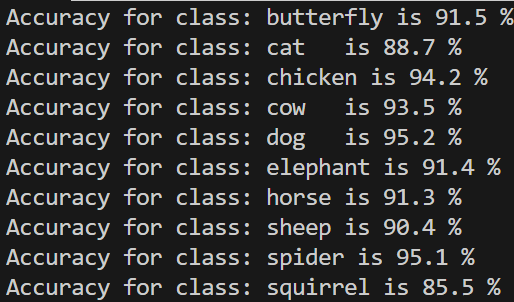 Accuracy for class: butterfly is 91.5 %
Accuracy for class: cat   is 88.7 %
Accuracy for class: chicken is 94.2 %
Accuracy for class: cow   is 93.5 %
Accuracy for class: dog   is 95.2 %
Accuracy for class: elephant is 91.4 %
Accuracy for class: horse is 91.3 %
Accuracy for class: sheep is 90.4 %
Accuracy for class: spider is 95.1 %
Accuracy for class: squirrel is 85.5 %